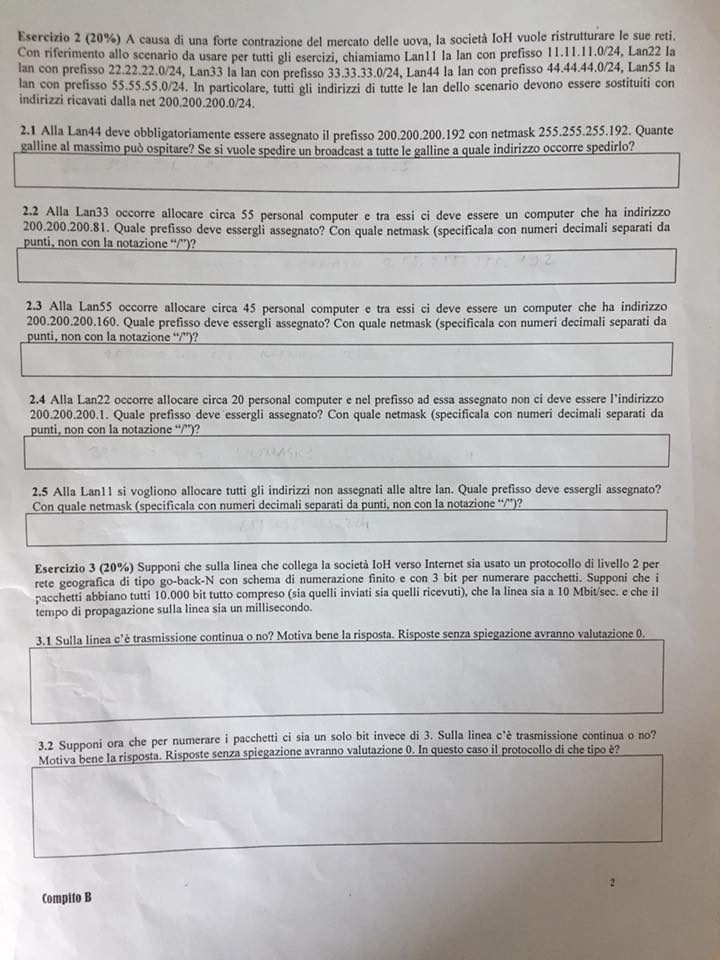 Esercizio 2 (20%) A causa di una forte contrazione del mercato delle uova, la società IoH vuole ristrutturare le sue reti.
Con riferimento allo scenario da usare per tutti gli esercizi, chiamiamo Lan11 la lan con prefisso 11.11.11.0/24, Lan22 la
lan con prefisso 22.22.22.0/24, Lan33 la lan con prefisso 33.33.33.0/24, Lan44 la lan con prefisso 44.44.44.0/24, Lan55 la
lan con prefisso 55.55.55.0/24. In particolare, tutti gli indirizzi di tutte le lan dello scenario devono essere sostituiti con
indirizzi ricavati dalla net 200.200.200.0/24.
2.1 Alla Lan44 deve obbligatoriamente essere assegnato il prefisso 200.200.200.192 con netmask 255.255.255.192. Quante
galline al massimo può ospitare? Se si vuole spedire un broadcast a tutte le galline a quale indirizzo occorre spedirlo?
2.2 Alla Lan33 occorre allocare circa 55 personal computer e tra essi ci deve essere un computer che ha indirizzo
200.200.200.81. Quale prefisso deve essergli assegnato? Con quale netmask (specificala con numeri decimali separati da
punti, non con la notazione “/”)?
2.3 Alla Lan55 occorre allocare circa 45 personal computer e tra essi ci deve essere un computer che ha indirizzo
200.200.200.160. Quale prefisso deve essergli assegnato? Con quale netmask (specificala con numeri decimali separati da
punti, non con la notazione “/”)?
2.4 Alla Lan22 occorre allocare circa 20 personal computer e nel prefisso ad essa assegnato non ci deve essere l’indirizzo
200.200.200.1. Quale prefisso deve essergli assegnato? Con quale netmask (specificala con numeri decimali separati da
punti, non con la notazione “/”)?
2.5 Alla Lan11 si vogliono allocare tutti gli indirizzi non assegnati alle altre lan. Quale prefisso deve essergli assegnato?
Con quale netmask (specificala con numeri decimali separati da punti, non con la notazione “/”)?
Esercizio 3 (20%) Supponi che sulla linea che collega la società IoH verso Internet sia usato un protocollo di livello 2 per
rete geografica di tipo go-back-N con schema di numerazione finito e con 3 bit per numerare pacchetti. Supponi che i
pacchetti abbiano tutti 10.000 bit tutto compreso (sia quelli inviati sia quelli ricevuti), che la linea sia a 10 Mbit/sec. e che il
tempo di propagazione sulla linea sia un millisecondo.
3.1 Sulla linea c’è trasmissione continua o no? Motiva bene la risposta. Risposte senza spiegazione avranno valutazione 0.
3.2 Supponi ora che per numerare i pacchetti ci sia un solo bit invece di 3. Sulla linea c’è trasmissione continua o no?
Motiva bene la risposta. Risposte senza spiegazione avranno valutazione 0. In questo caso il protocollo di che tipo è?
2
Compito B